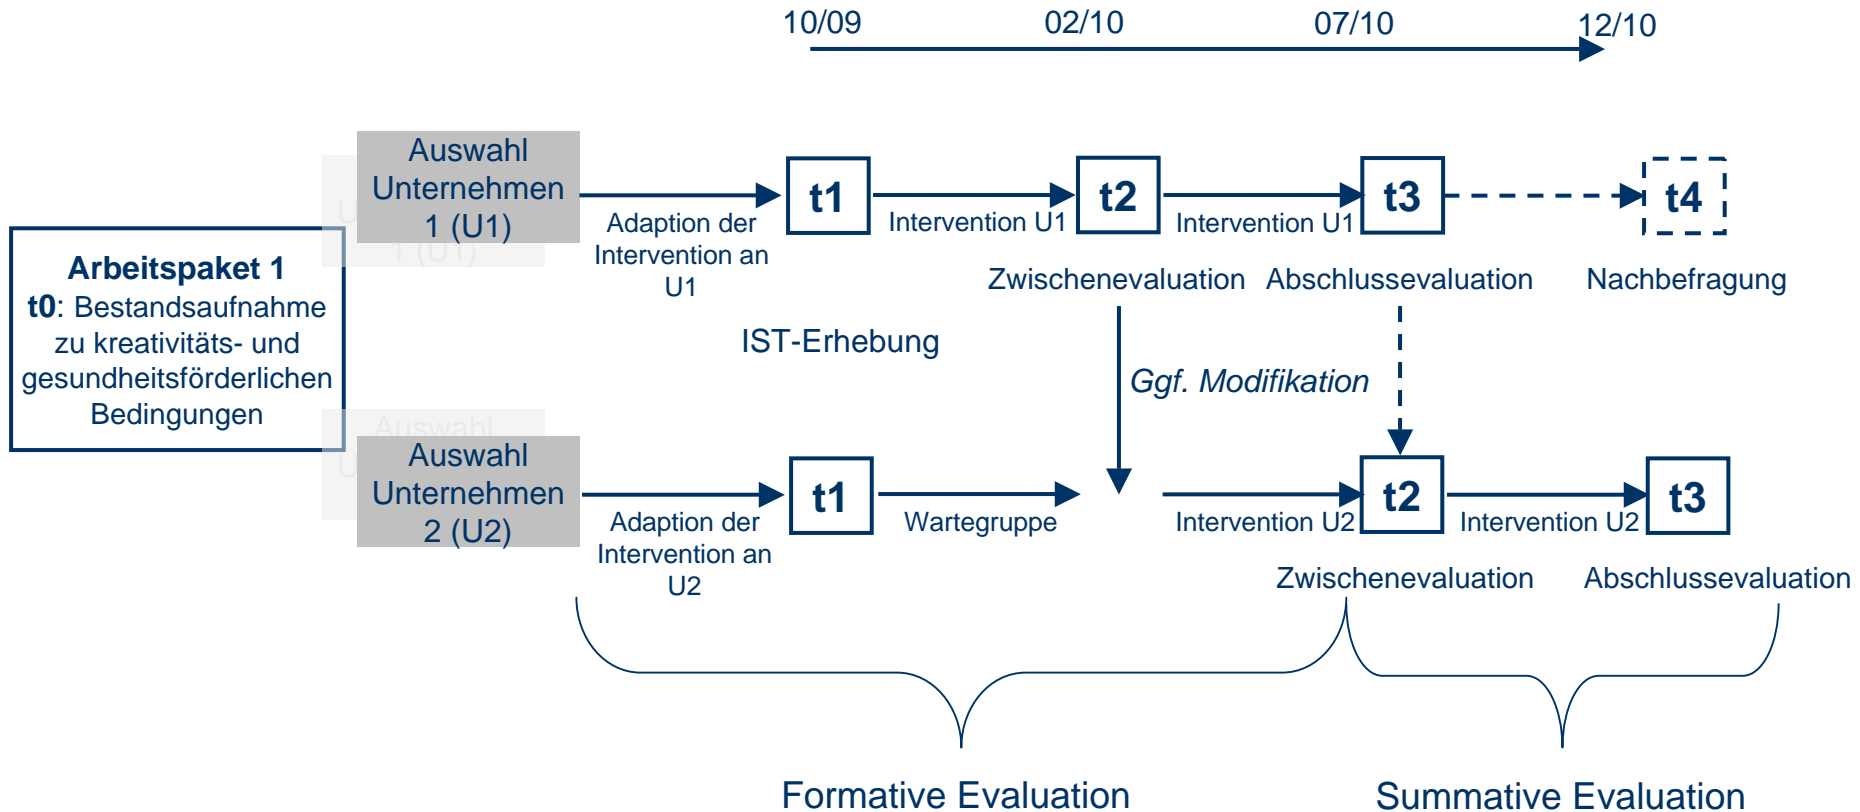 10/09
02/10
07/10
12/10
Auswahl
Unternehmen
1 (U1)
1 (U1)
Adaption der
Intervention an
U1
t1
Intervention U1
t2
Intervention U1
t3
t4
Zwischenevaluation
Abschlussevaluation
Nachbefragung
Arbeitspaket 1
t0: Bestandsaufnahme
zu kreativitäts- und
gesundheitsförderlichen
Bedingungen
IST-Erhebung
Ggf. Modifikation
Auswahl
Auswahl
Unternehmen
2 (U2)
Adaption der
Intervention an
U2
t1
Wartegruppe
Intervention U2
t2
Intervention U2
t3
Zwischenevaluation
Abschlussevaluation
Formative Evaluation
Summative Evaluation